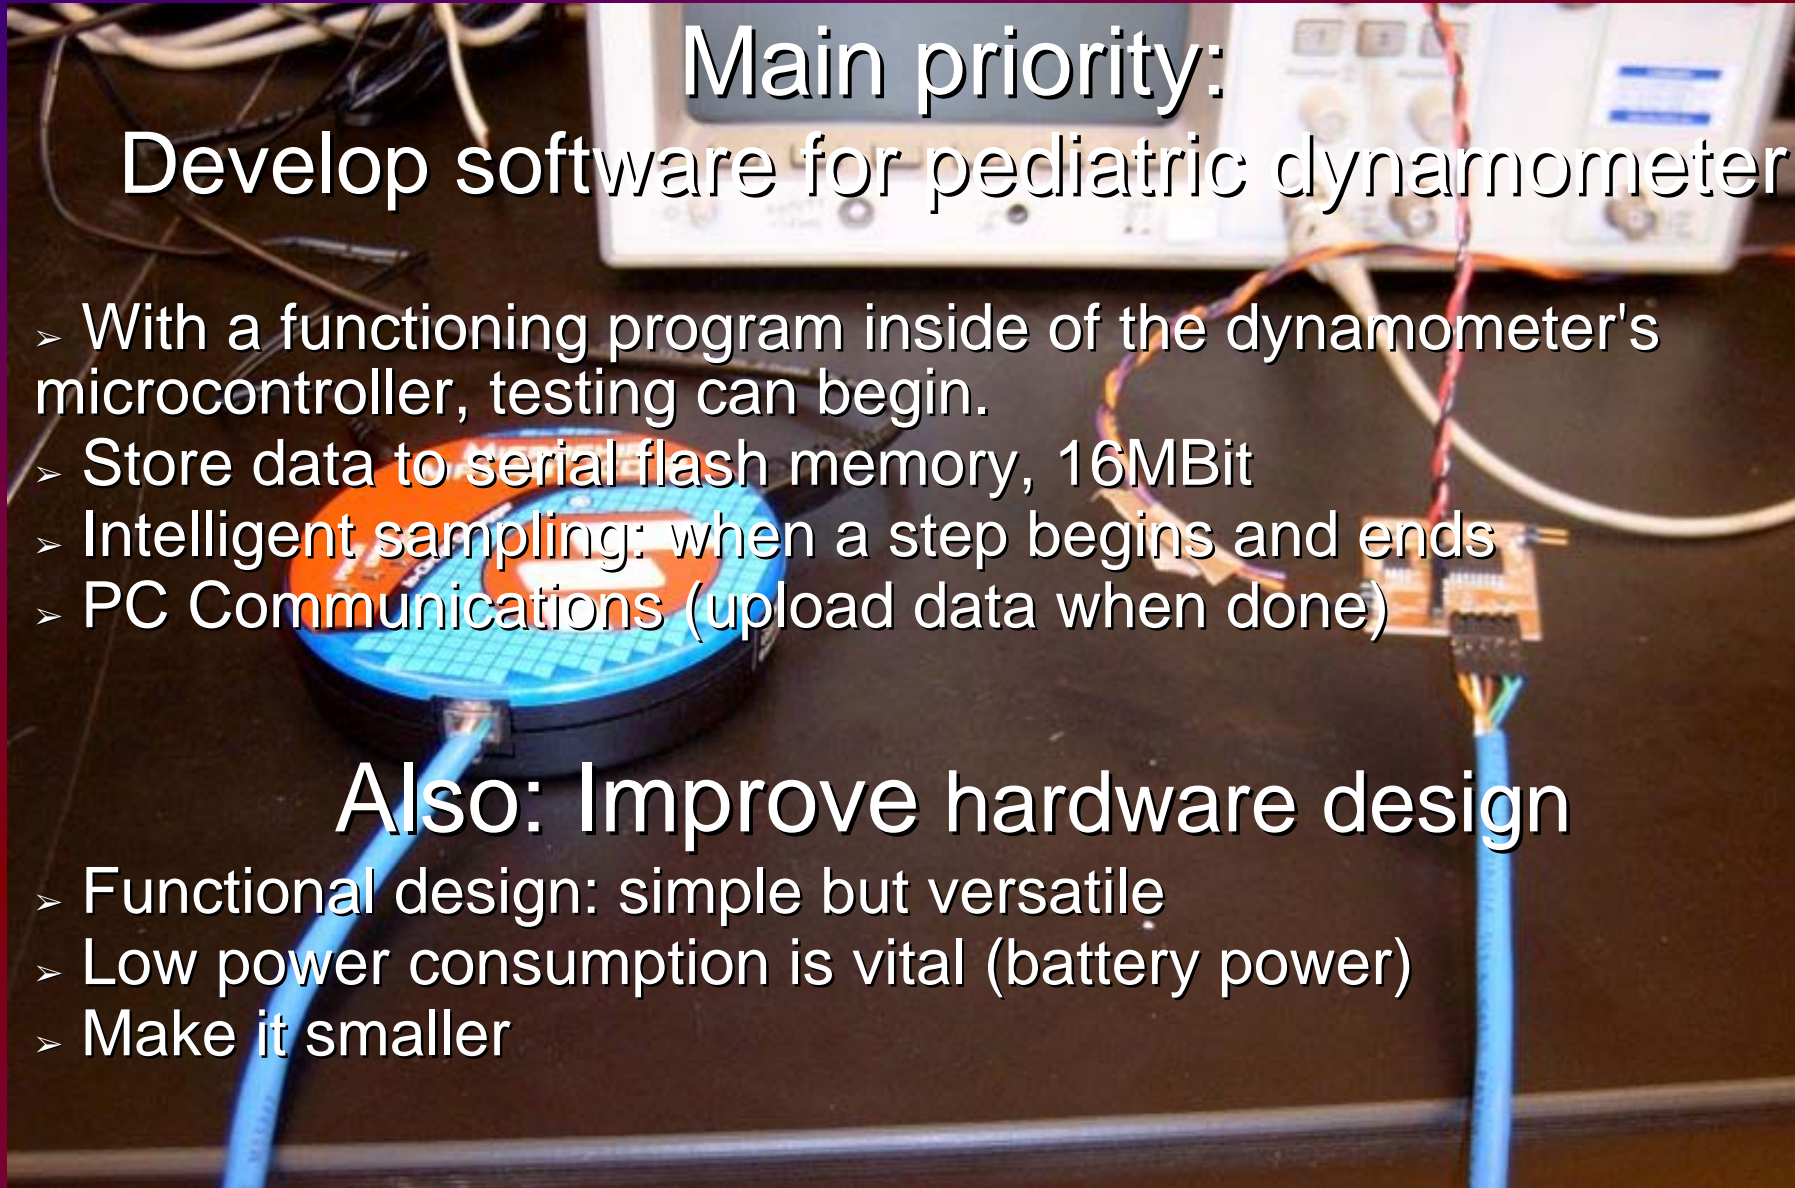 Main priority:
Develop software for pediatric dynamometer
➢ With a functioning program inside of the dynamometer's
microcontroller, testing can begin.
➢ Store data to serial flash memory, 16MBit
➢ Intelligent sampling: when a step begins and ends
➢ PC Communications (upload data when done)
Also: Improve hardware design
➢ Functional design: simple but versatile
➢ Low power consumption is vital (battery power)
➢ Make it smaller